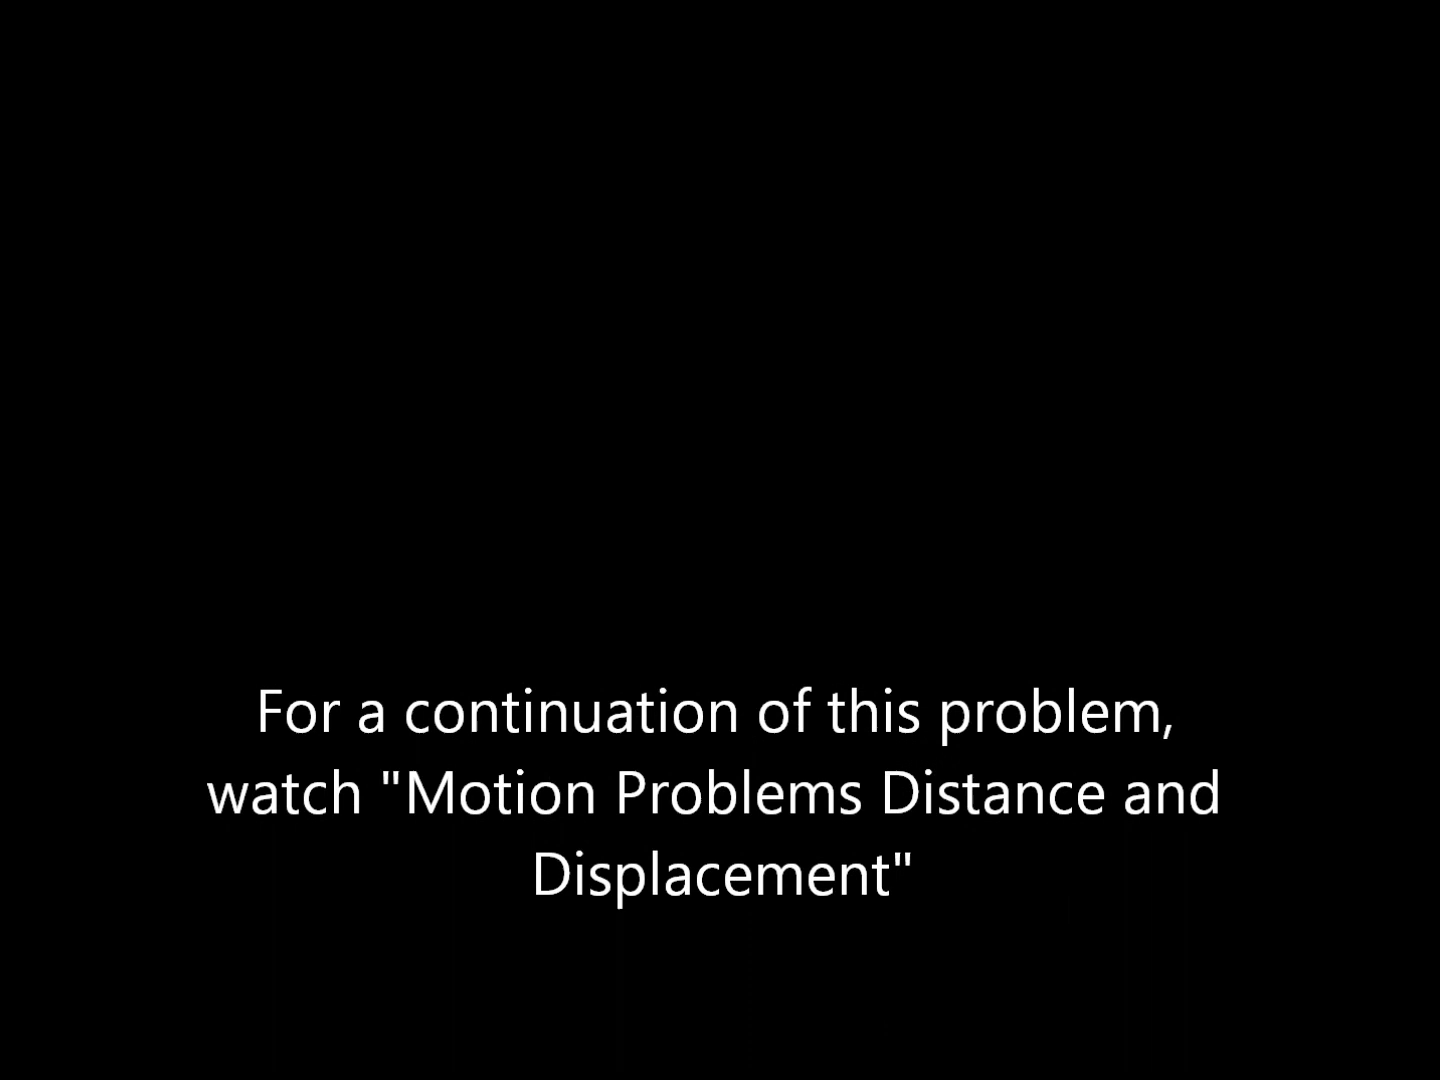 For a continuation of this problem,
watch "Motion Problems Distance and
Displacement"